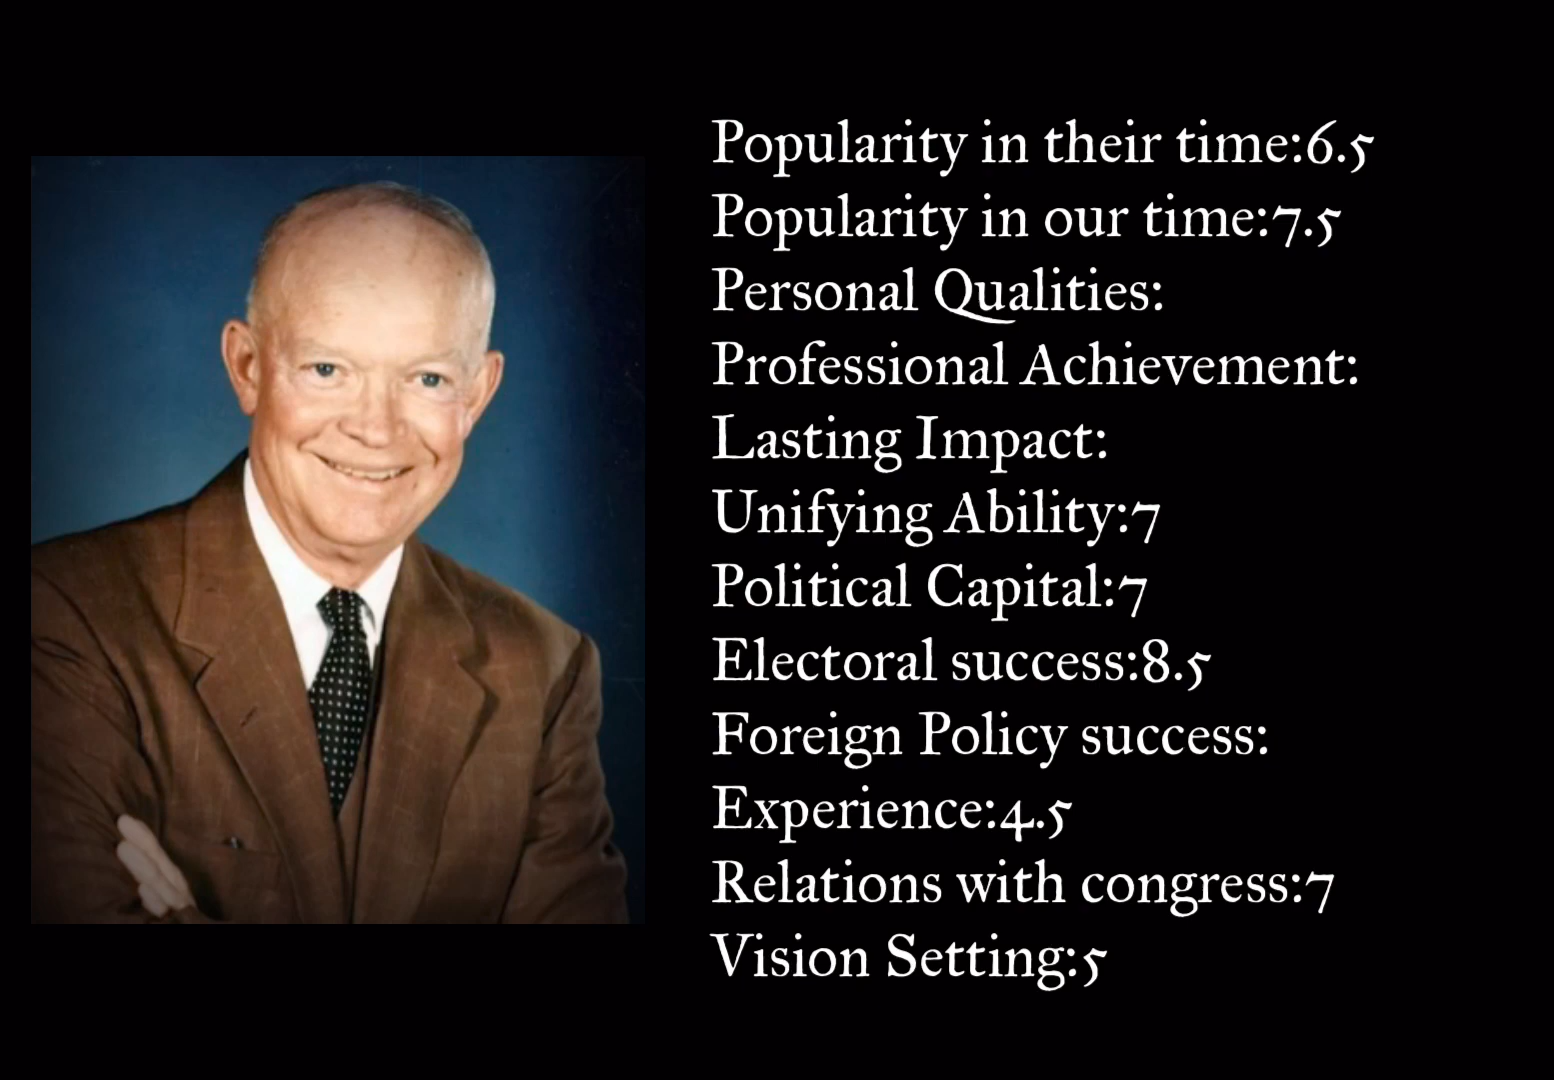 Popularity in their time:6.5
Popularity in our time:7.5
Personal Qualities:
Professional Achievement:
Lasting Impact:
Unifying Ability:7
Political Capital:7
Electoral success:8.5
Foreign Policy success:
Experience:4.5
Relations with congress:7
Vision Setting:5